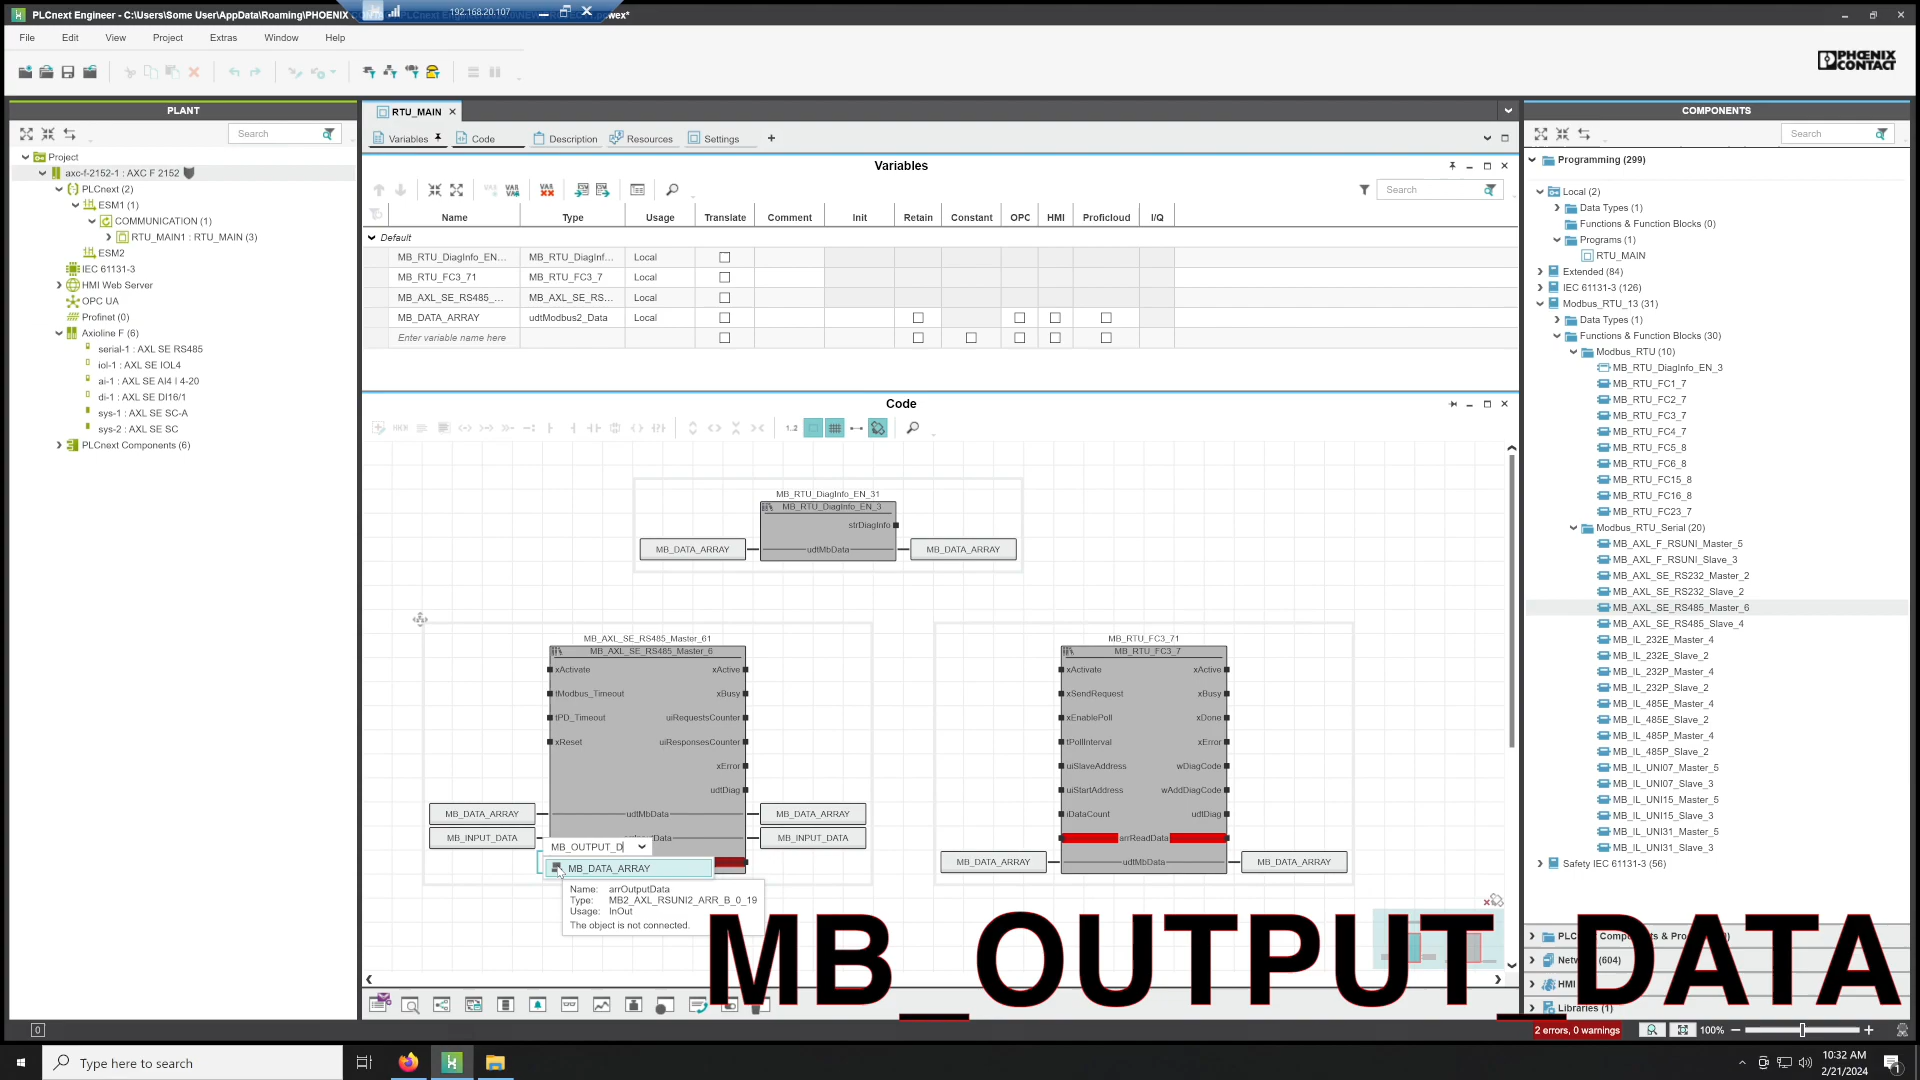 PLCnext Engineer - C:\Users\Some User\AppData\Roaming\PHOENIX
192.168.20.107
File Edit View Project Extras Window Help
PHŒNIX
CONTACT
PLANT
Search
Project
axc-f-2152-1 : AXC F 2152
PLCnext (2)
ESM1 (1)
COMMUNICATION (1)
RTU_MAIN1 : RTU_MAIN (3)
ESM2
IEC 61131-3
HMI Web Server
OPC UA
Profinet (0)
Axioline F (6)
serial-1 : AXL SE RS485
iol-1 : AXL SE IOL4
ai-1 : AXL SE AI4 I 4-20
di-1 : AXL SE DI16/1
sys-1 : AXL SE SC-A
sys-2 : AXL SE SC
PLCnext Components (6)
RTU_MAIN
Variables Code Description Resources Settings
Variables
Search
Name Type Usage Translate Comment Init Retain Constant OPC HMI Proficloud I/Q
Default
MB_RTU_DiagInfo_EN... MB_RTU_DiagInf... Local
MB_RTU_FC3_71 MB_RTU_FC3_7 Local
MB_AXL_SE_RS485_... MB_AXL_SE_RS... Local
MB_DATA_ARRAY udtModbus2_Data Local
Enter variable name here
Code
1..2
MB_RTU_DiagInfo_EN_31
MB_RTU_DiagInfo_EN_3
strDiagInfo
MB_DATA_ARRAY udtMbData MB_DATA_ARRAY
MB_AXL_SE_RS485_Master_61
MB_AXL_SE_RS485_Master_6
xActivate xActive
tModbus_Timeout xBusy
tPD_Timeout uiRequestsCounter
xReset uiResponsesCounter
xError
udtDiag
MB_DATA_ARRAY udtMbData MB_DATA_ARRAY
MB_INPUT_DATA MB_INPUT_DATA
MB_OUTPUT_D
MB_DATA_ARRAY
Name: arrOutputData
Type: MB2_AXL_RSUNI2_ARR_B_0_19
Usage: InOut
The object is not connected.
MB_RTU_FC3_71
MB_RTU_FC3_7
xActivate xActive
xSendRequest xBusy
xEnablePoll xDone
tPollInterval xError
uiSlaveAddress wDiagCode
uiStartAddress wAddDiagCode
iDataCount udtDiag
arrReadData
MB_DATA_ARRAY udtMbData MB_DATA_ARRAY
MB_OUTPUT_DATA
COMPONENTS
Search
Programming (299)
Local (2)
Data Types (1)
Functions & Function Blocks (0)
Programs (1)
RTU_MAIN
Extended (84)
IEC 61131-3 (126)
Modbus_RTU_13 (31)
Data Types (1)
Functions & Function Blocks (30)
Modbus_RTU (10)
MB_RTU_DiagInfo_EN_3
MB_RTU_FC1_7
MB_RTU_FC2_7
MB_RTU_FC3_7
MB_RTU_FC4_7
MB_RTU_FC5_8
MB_RTU_FC6_8
MB_RTU_FC15_8
MB_RTU_FC16_8
MB_RTU_FC23_7
Modbus_RTU_Serial (20)
MB_AXL_F_RSUNI_Master_5
MB_AXL_F_RSUNI_Slave_3
MB_AXL_SE_RS232_Master_2
MB_AXL_SE_RS232_Slave_2
MB_AXL_SE_RS485_Master_6
MB_AXL_SE_RS485_Slave_4
MB_IL_232E_Master_4
MB_IL_232E_Slave_2
MB_IL_232P_Master_4
MB_IL_232P_Slave_2
MB_IL_485E_Master_4
MB_IL_485E_Slave_2
MB_IL_485P_Master_4
MB_IL_485P_Slave_2
MB_IL_UNI07_Master_5
MB_IL_UNI07_Slave_3
MB_IL_UNI15_Master_5
MB_IL_UNI15_Slave_3
MB_IL_UNI31_Master_5
MB_IL_UNI31_Slave_3
Safety IEC 61131-3 (56)
HMI
Libraries (1)
0
2 errors, 0 warnings
100%
Type here to search
10:32 AM
2/21/2024
1